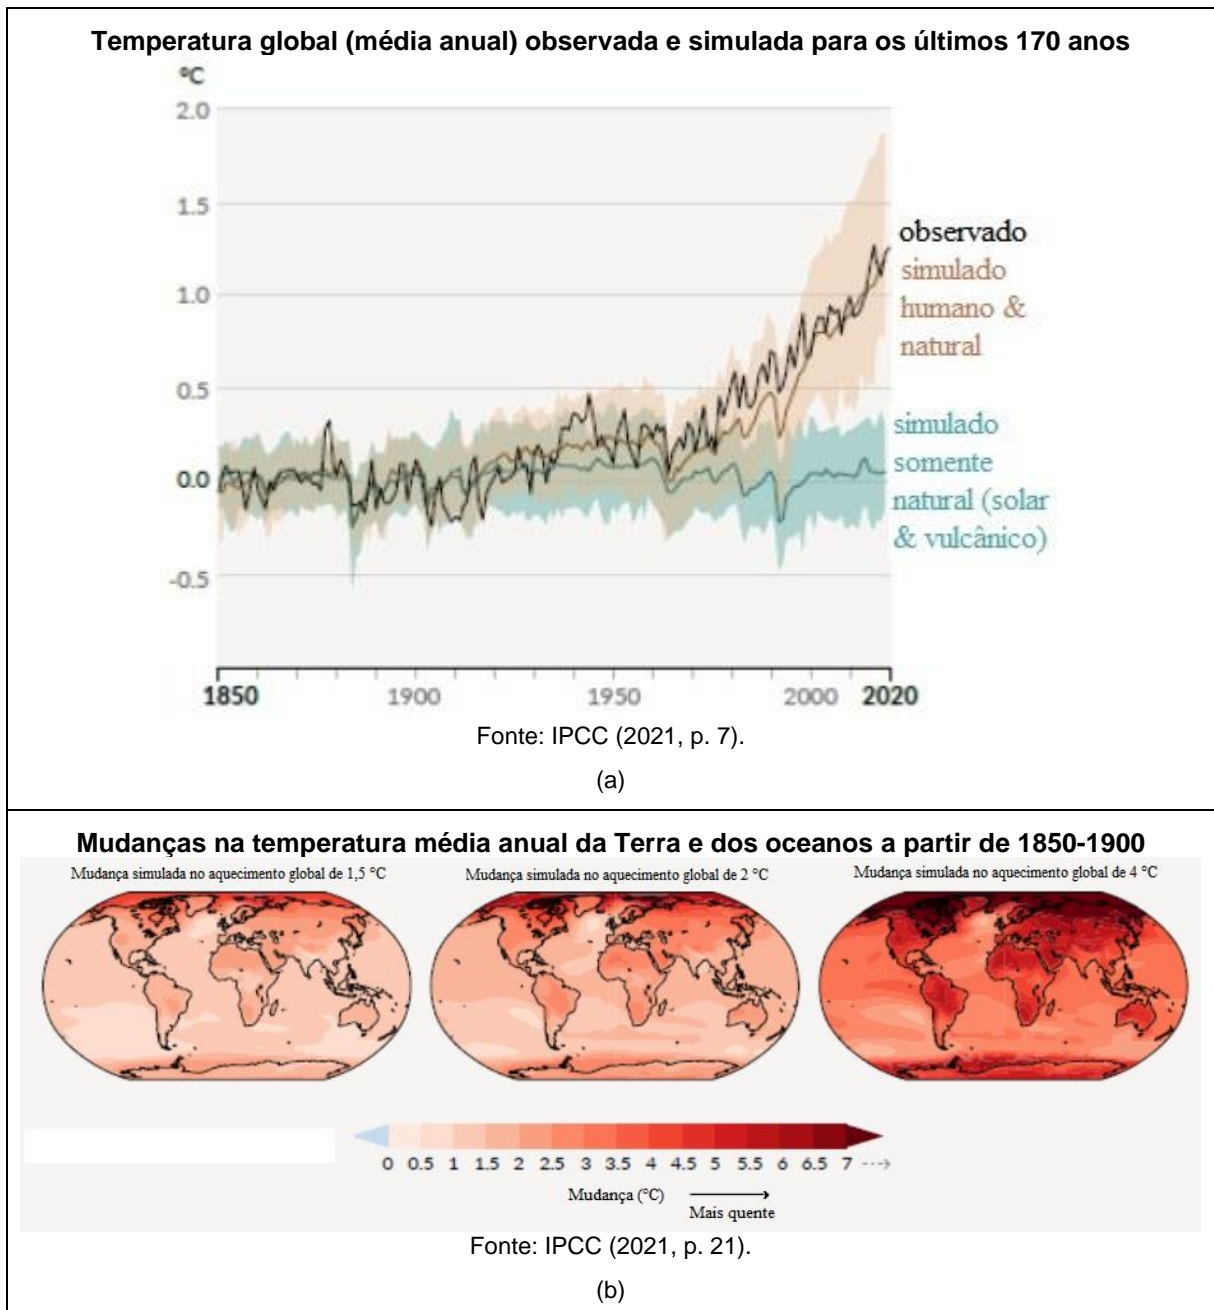 Temperatura global (média anual) observada e simulada para os últimos 170 anos
ºC
2.0
1.5
1.0
0.5
0.0
-0.5
observado
simulado
humano &
natural
simulado
somente
natural (solar
& vulcânico)
1850 1900 1950 2000 2020
Fonte: IPCC (2021, p. 7).
(a)
Mudanças na temperatura média anual da Terra e dos oceanos a partir de 1850-1900
Mudança simulada no aquecimento global de 1,5 °C
Mudança simulada no aquecimento global de 2 °C
Mudança simulada no aquecimento global de 4 °C
0 0.5 1 1.5 2 2.5 3 3.5 4 4.5 5 5.5 6 6.5 7
Mudança (°C)
Mais quente
Fonte: IPCC (2021, p. 21).
(b)